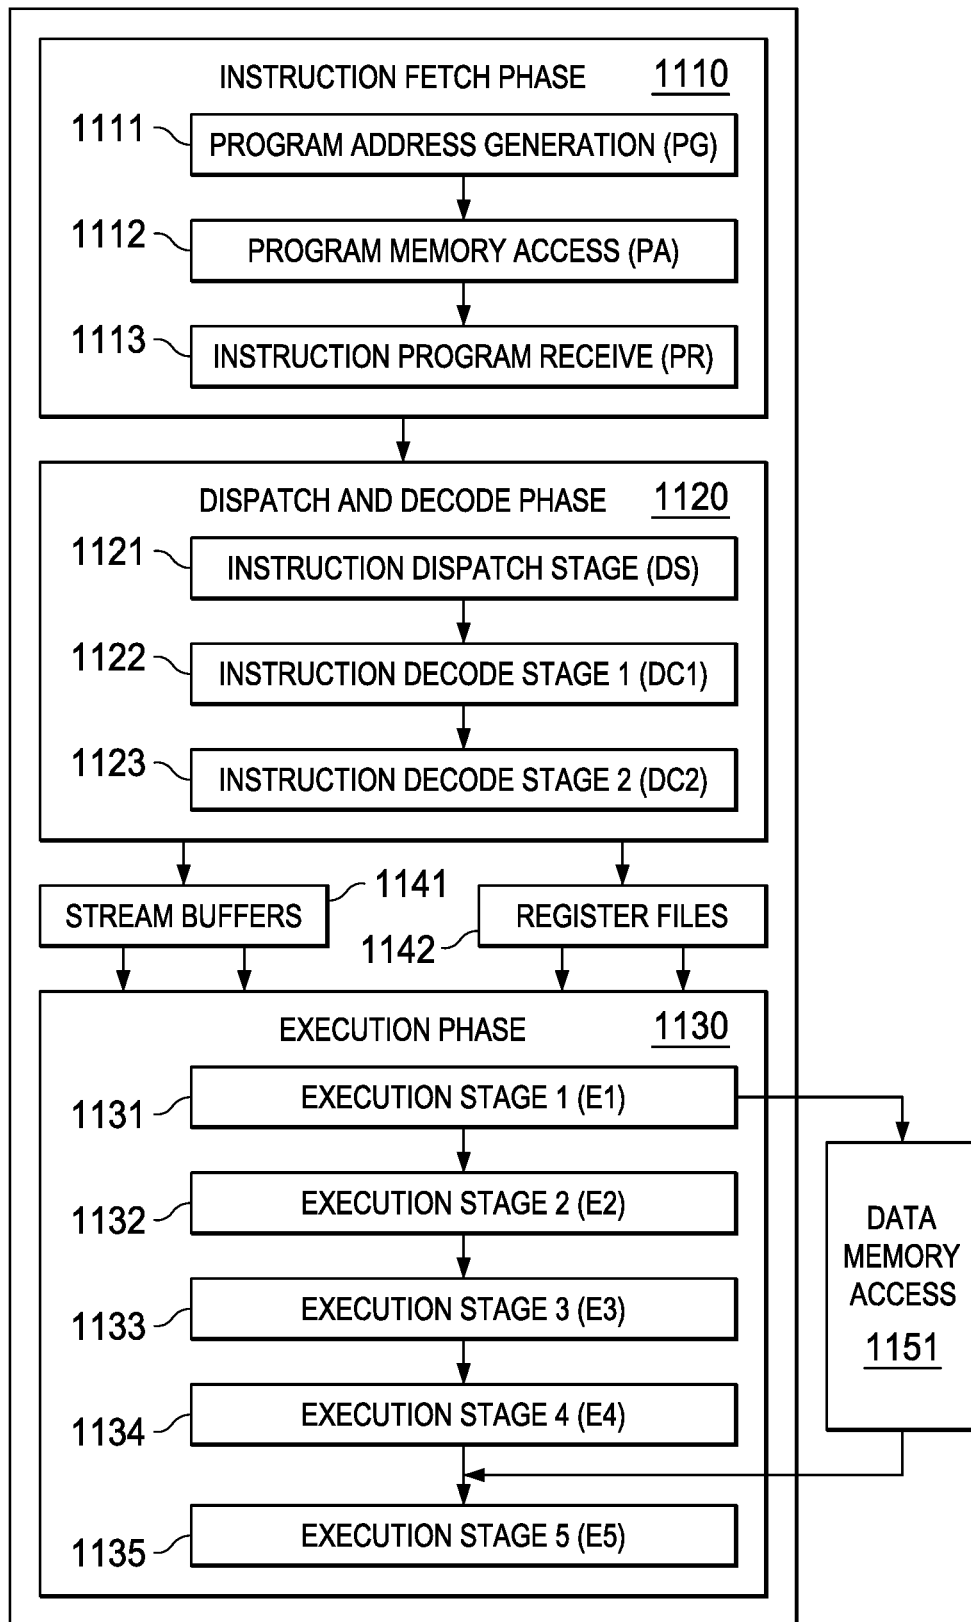 INSTRUCTION FETCH PHASE 1110
1111 PROGRAM ADDRESS GENERATION (PG)
1112 PROGRAM MEMORY ACCESS (PA)
1113 INSTRUCTION PROGRAM RECEIVE (PR)
DISPATCH AND DECODE PHASE 1120
1121 INSTRUCTION DISPATCH STAGE (DS)
1122 INSTRUCTION DECODE STAGE 1 (DC1)
1123 INSTRUCTION DECODE STAGE 2 (DC2)
STREAM BUFFERS 1141
1142 REGISTER FILES
EXECUTION PHASE 1130
1131 EXECUTION STAGE 1 (E1)
1132 EXECUTION STAGE 2 (E2)
1133 EXECUTION STAGE 3 (E3)
1134 EXECUTION STAGE 4 (E4)
1135 EXECUTION STAGE 5 (E5)
DATA
MEMORY
ACCESS
1151